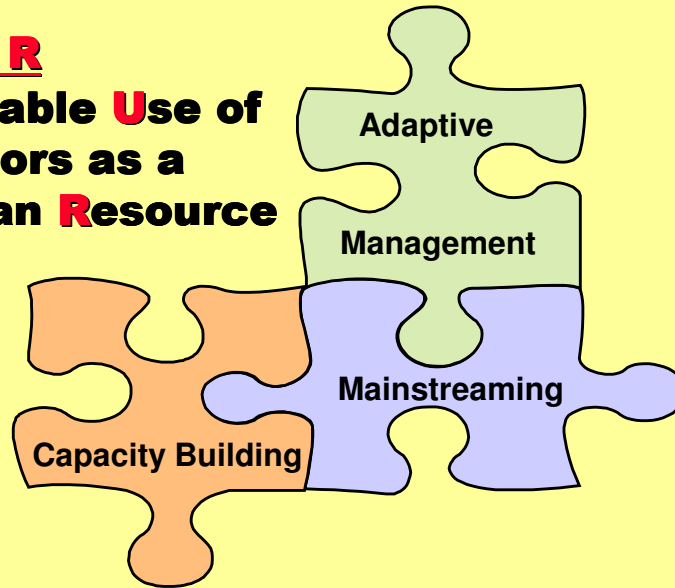 R
able Use of
ors as a
an Resource
Adaptive
Management
Mainstreaming
Capacity Building